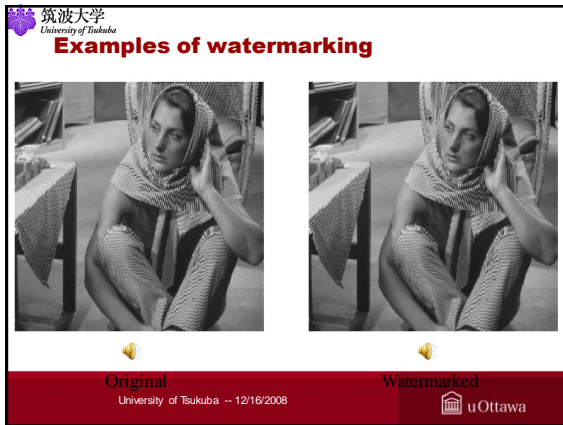 筑波大学
University of Tsukuba
Examples of watermarking
Original
Watermarked
University of Tsukuba -- 12/16/2008
uOttawa